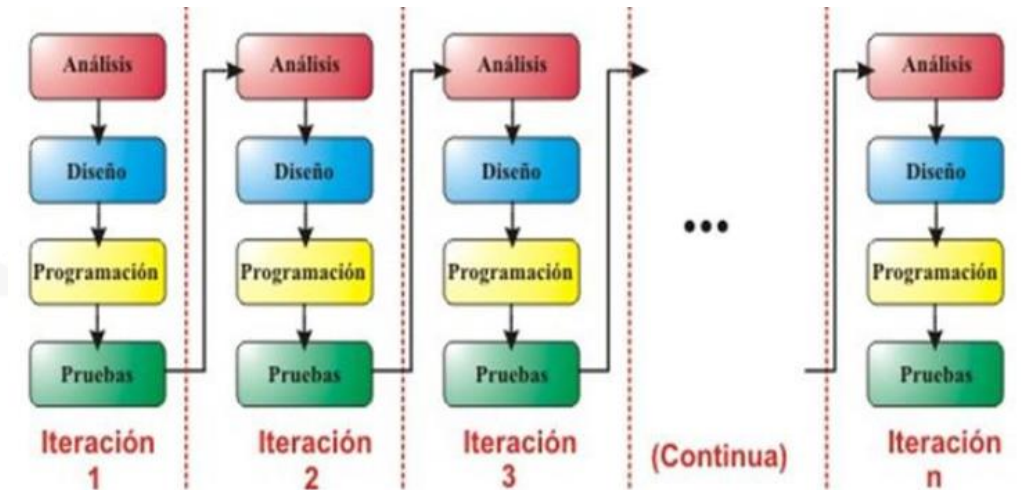 Análisis
Diseño
Programación
Pruebas
Iteración
1
Análisis
Diseño
Programación
Pruebas
Iteración
2
Análisis
Diseño
Programación
Pruebas
Iteración
3
...
(Continua)
Análisis
Diseño
Programación
Pruebas
Iteración
n